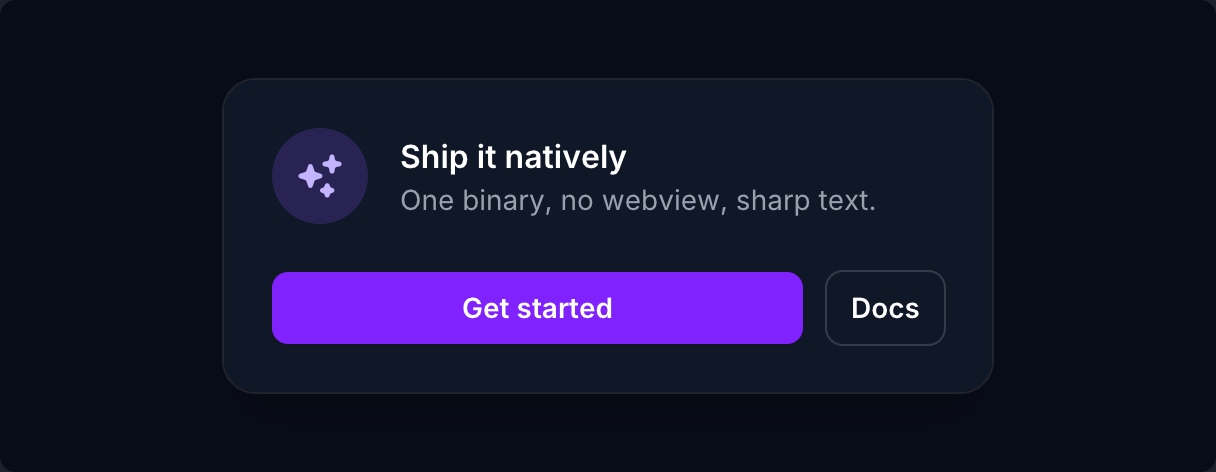 Ship it natively
One binary, no webview, sharp text.
Get started
Docs